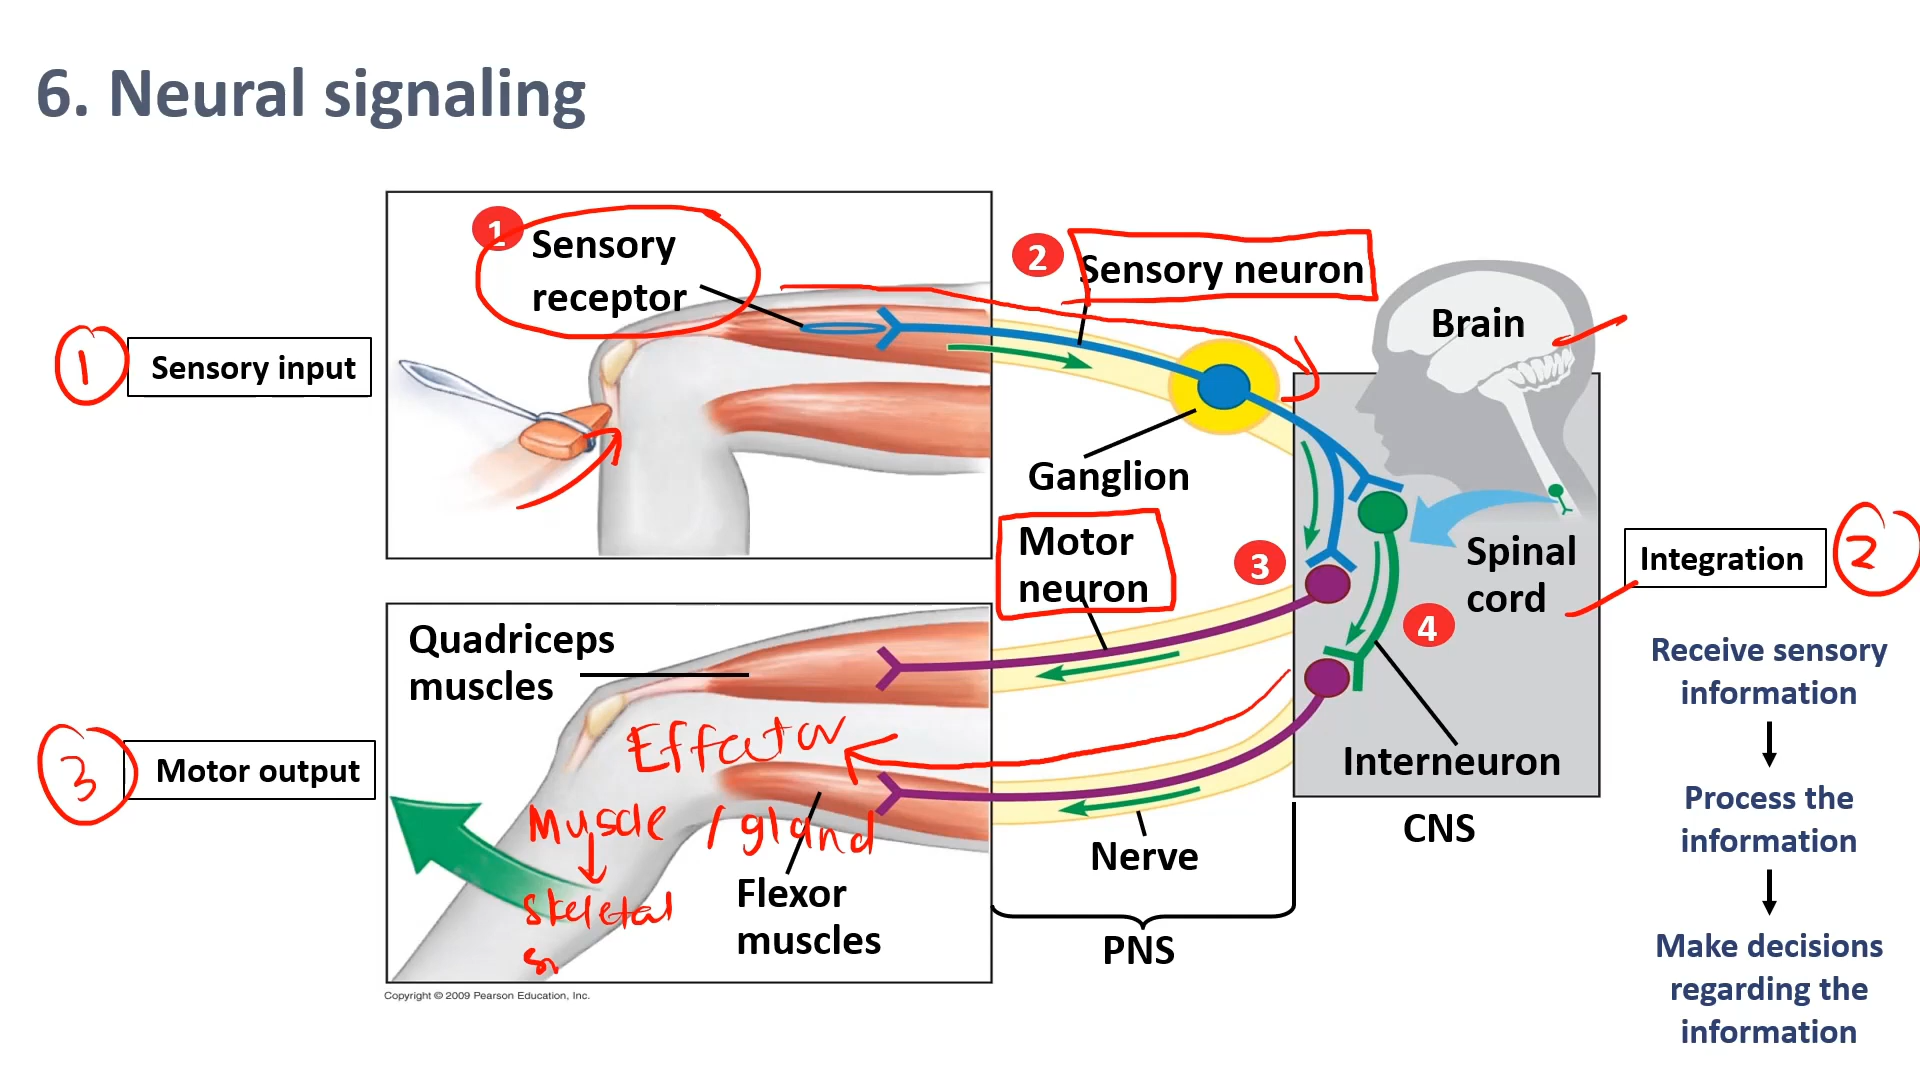 6. Neural signaling
1
Sensory
receptor
2
Sensory neuron
Brain
1
Sensory input
Ganglion
Motor
neuron
3
Spinal
cord
Integration
2
4
Quadriceps
muscles
Receive sensory
information
3
Motor output
Effector
Interneuron
Process the
information
Muscle / gland
CNS
Nerve
Skeletal
Flexor
muscles
PNS
Make decisions
regarding the
information
Copyright © 2009 Pearson Education, Inc.